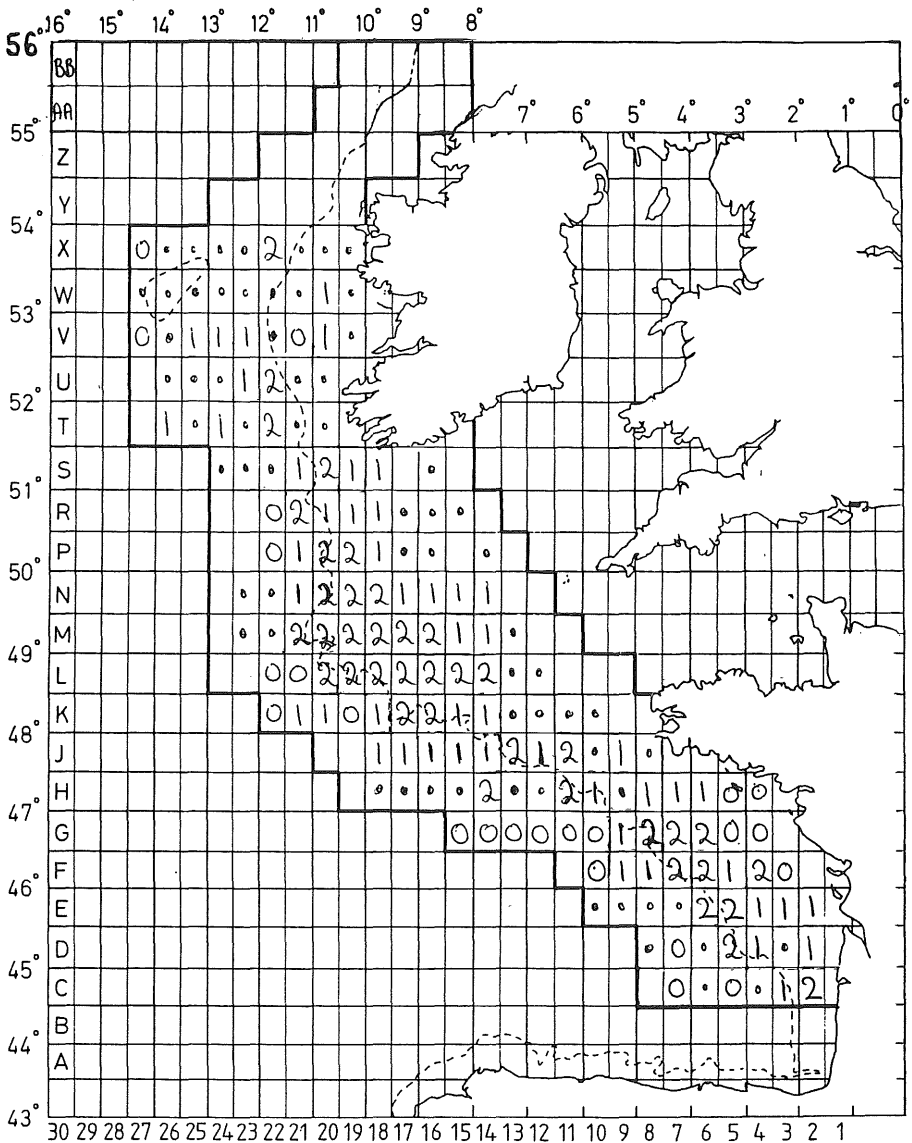 16° 15° 14° 13° 12° 11° 10° 9° 8°
56°
BB
AA 7° 6° 5° 4° 3° 2° 1° 0°
55°
Z
Y
54°
X 0 • • • • 2 • • •
W • • • • • • • 1 •
53°
V 0 • 1 1 1 • 0 1 •
U • • • 1 2 • •
52°
T 1 • 1 • 2 • •
S • • • 1 2 1 1 •
51°
R 0 2 1 1 1 • • •
P 0 1 2 2 1 • • •
50°
N • • 1 2 2 2 1 1 1 1
M • • 2 2 2 2 2 2 1 1 •
49°
L 0 0 2 2 2 2 2 2 2 • •
K 0 1 1 0 1 2 2 1 1 • • • •
48°
J 1 1 1 1 1 2 1 2 • 1 •
H • • • • 2 • • 2 1 • 1 1 1 0 0
47°
G 0 0 0 0 0 0 1 2 2 2 0 0
F 0 1 1 2 2 1 2 0
46°
E • • • • 2 2 1 1 1
D • 0 • 2 1 • 1
45°
C 0 • 0 • 1 2
B
44°
A
43°
30 29 28 27 26 25 24 23 22 21 20 19 18 17 16 15 14 13 12 11 10 9 8 7 6 5 4 3 2 1